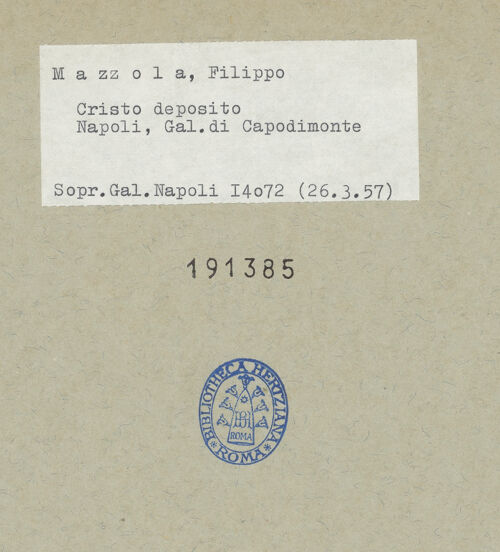 M a z z o l a, Filippo
Cristo deposito
Napoli, Gal.di Capodimonte
Sopr.Gal.Napoli I4o72 (26.3.57)
191385
BIBLIOTHECA HERTZIANA
BH
ROMA
* ROMA *